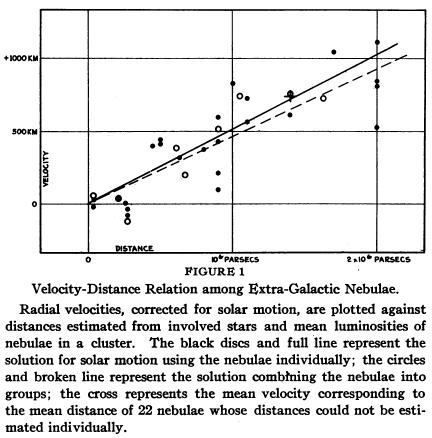 +1000 KM
500 KM
0
VELOCITY
DISTANCE
0
10⁶ PARSECS
2 x 10⁶ PARSECS
FIGURE 1
Velocity-Distance Relation among Extra-Galactic Nebulae.
Radial velocities, corrected for solar motion, are plotted against
distances estimated from involved stars and mean luminosities of
nebulae in a cluster. The black discs and full line represent the
solution for solar motion using the nebulae individually; the circles
and broken line represent the solution combining the nebulae into
groups; the cross represents the mean velocity corresponding to
the mean distance of 22 nebulae whose distances could not be esti-
mated individually.